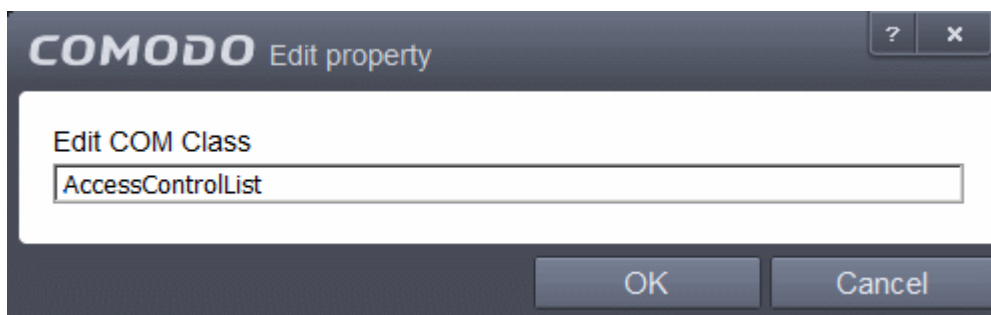 COMODO Edit property ? x
Edit COM Class
AccessControlList
OK Cancel